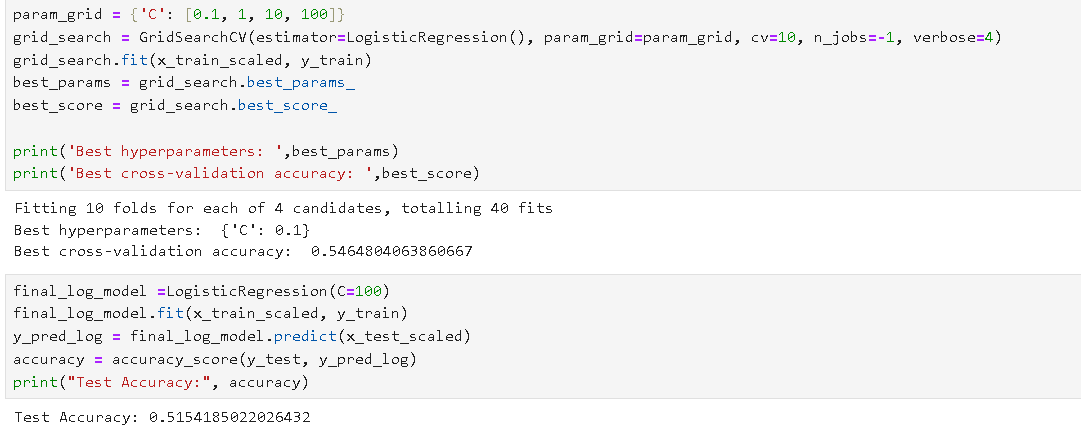 param_grid = {'C': [0.1, 1, 10, 100]}
grid_search = GridSearchCV(estimator=LogisticRegression(), param_grid=param_grid, cv=10, n_jobs=-1, verbose=4)
grid_search.fit(x_train_scaled, y_train)
best_params = grid_search.best_params_
best_score = grid_search.best_score_
print('Best hyperparameters: ',best_params)
print('Best cross-validation accuracy: ',best_score)
Fitting 10 folds for each of 4 candidates, totalling 40 fits
Best hyperparameters:  {'C': 0.1}
Best cross-validation accuracy:  0.5464804063860667
final_log_model =LogisticRegression(C=100)
final_log_model.fit(x_train_scaled, y_train)
y_pred_log = final_log_model.predict(x_test_scaled)
accuracy = accuracy_score(y_test, y_pred_log)
print("Test Accuracy:", accuracy)
Test Accuracy: 0.5154185022026432